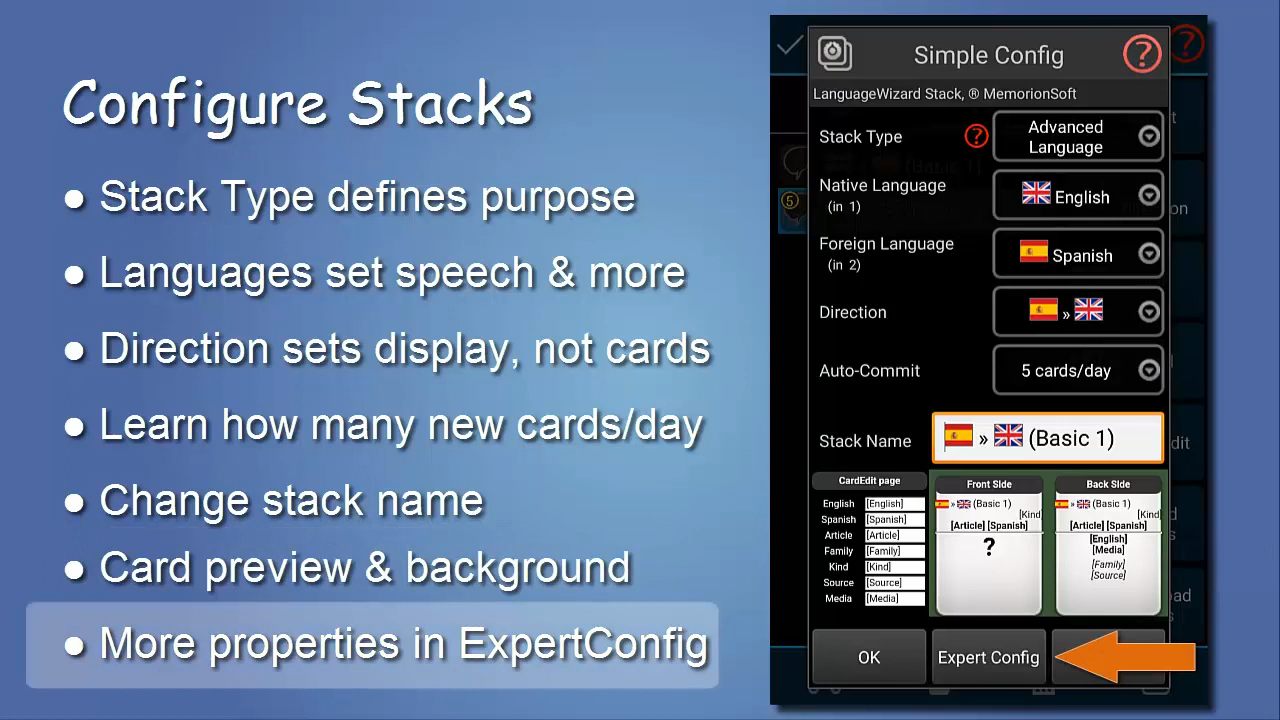 Configure Stacks
● Stack Type defines purpose
● Languages set speech & more
● Direction sets display, not cards
● Learn how many new cards/day
● Change stack name
● Card preview & background
● More properties in ExpertConfig
Simple Config
?
LanguageWizard Stack, ® MemorionSoft
Stack Type
?
Advanced
Language
Native Language
(in 1)
English
Foreign Language
(in 2)
Spanish
Direction
»
Auto-Commit
5 cards/day
Stack Name
» (Basic 1)
CardEdit page
English [English]
Spanish [Spanish]
Article [Article]
Family [Family]
Kind [Kind]
Source [Source]
Media [Media]
Front Side
» (Basic 1)
[Kind]
[Article] [Spanish]
?
Back Side
» (Basic 1)
[Kind]
[Article] [Spanish]
[English]
[Media]
[Family]
[Source]
OK
Expert Config
?
5